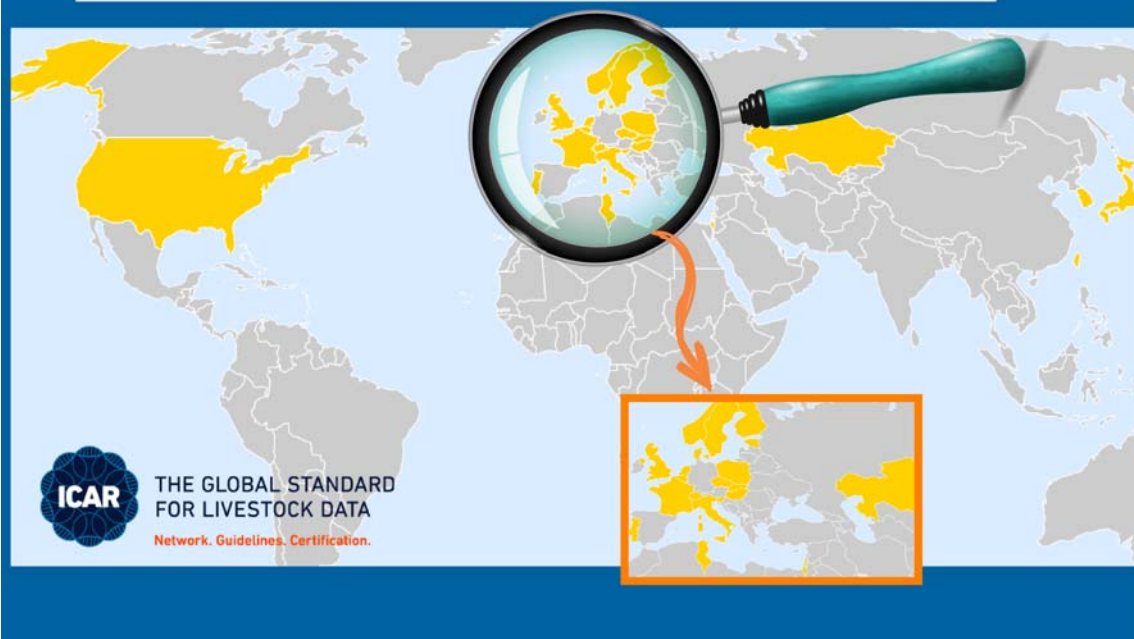 ICAR
THE GLOBAL STANDARD
FOR LIVESTOCK DATA
Network. Guidelines. Certification.